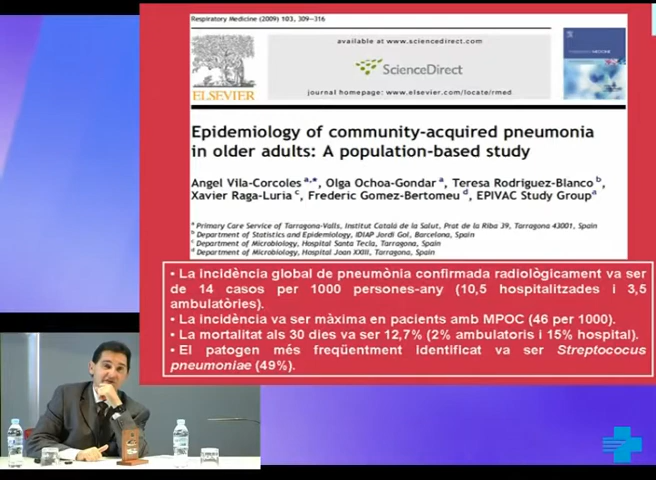 Respiratory Medicine (2009) 103, 309–316
available at www.sciencedirect.com
ScienceDirect
journal homepage: www.elsevier.com/locate/rmed
ELSEVIER
Epidemiology of community-acquired pneumonia
in older adults: A population-based study
Angel Vila-Corcoles a,*, Olga Ochoa-Gondar a, Teresa Rodriguez-Blanco b,
Xavier Raga-Luria c, Frederic Gomez-Bertomeu d, EPIVAC Study Group a
a Primary Care Service of Tarragona-Valls, Institut Català de la Salut, Prat de la Riba 39, Tarragona 43001, Spain
b Department of Statistics and Epidemiology, IDIAP Jordi Gol, Barcelona, Spain
c Department of Microbiology, Hospital Santa Tecla, Tarragona, Spain
d Department of Microbiology, Hospital Joan XXIII, Tarragona, Spain
• La incidència global de pneumònia confirmada radiològicament va ser
de 14 casos per 1000 persones-any (10,5 hospitalitzades i 3,5
ambulatòries).
• La incidència va ser màxima en pacients amb MPOC (46 per 1000).
• La mortalitat als 30 dies va ser 12,7% (2% ambulatoris i 15% hospital).
• El patogen més freqüentment identificat va ser Streptococus
pneumoniae (49%).